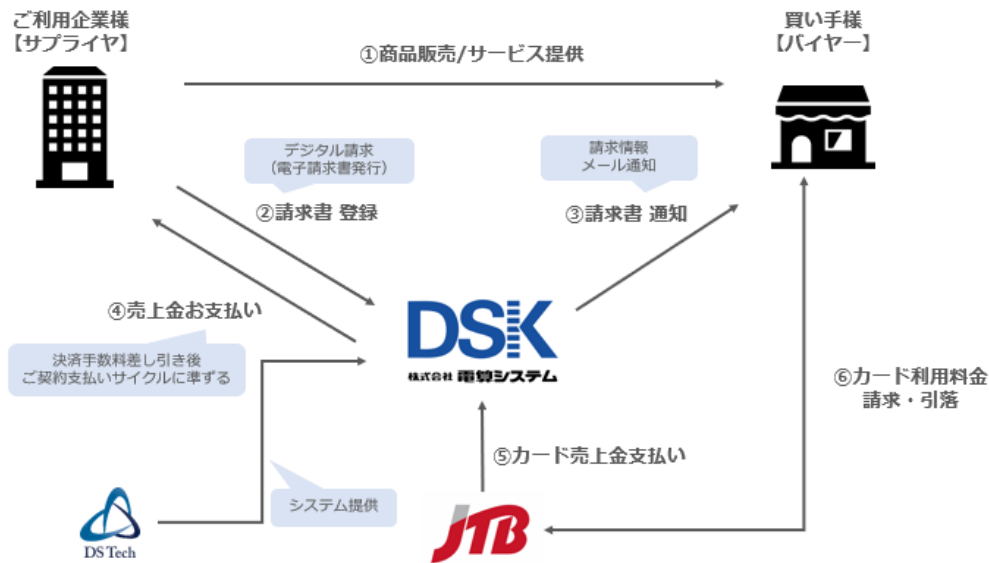 ご利用企業様
【サプライヤ】
買い手様
【バイヤー】
①商品販売/サービス提供
デジタル請求
(電子請求書発行)
請求情報
メール通知
②請求書 登録
③請求書 通知
④売上金お支払い
決済手数料差し引き後
ご契約支払いサイクルに準ずる
DSK
株式会社 電算システム
⑥カード利用料金
請求・引落
⑤カード売上金支払い
システム提供
DS Tech
JTB